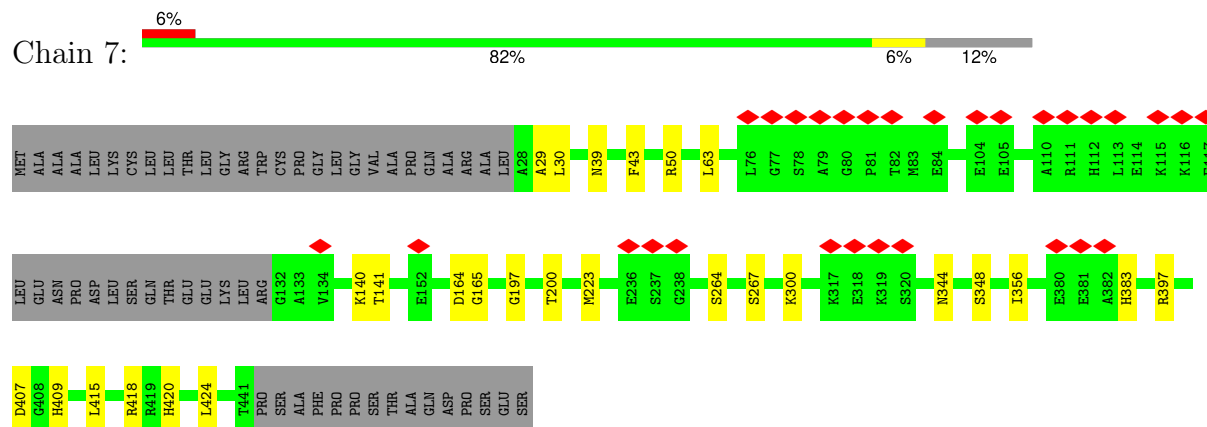 6%
Chain 7:
82% 6% 12%
MET ALA ALA ALA LEU LYS CYS LEU LEU THR LEU GLY ARG TRP CYS PRO GLY LEU GLY VAL ALA PRO GLN ALA ARG ALA LEU A28 A29 L30 N39 F43 R50 L63 L76 G77 S78 A79 G80 P81 T82 M83 E84 E104 E105 A110 R111 H112 L113 E114 K115 K116
LEU GLU ASN PRO ASP LEU SER GLN THR GLU GLU LYS LEU ARG G132 A133 V134 K140 T141 E152 D164 G165 G197 T200 M223 E236 S237 G238 S264 S267 K300 K317 E318 K319 S320 N344 S348 I356 E380 E381 A382 H383 R397
D407 G408 H409 L415 R418 R419 H420 L424 T441 PRO SER ALA PHE PRO PRO SER THR ALA GLN ASP PRO SER GLU SER